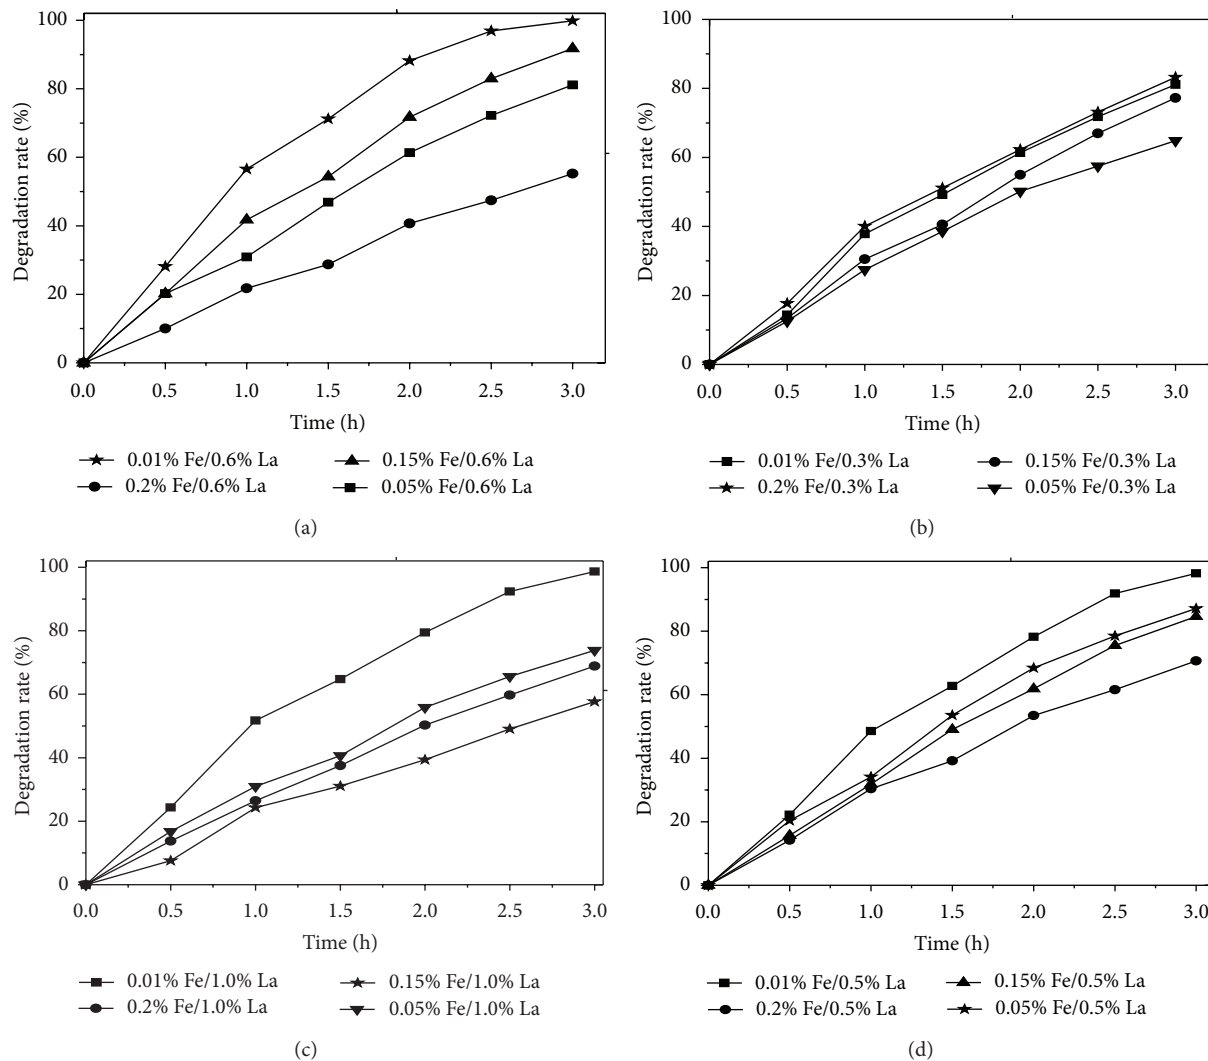 100
80
60
40
20
0
Degradation rate (%)
0.0 0.5 1.0 1.5 2.0 2.5 3.0
Time (h)
0.01% Fe/0.6% La 0.15% Fe/0.6% La
0.2% Fe/0.6% La 0.05% Fe/0.6% La
(a)
100
80
60
40
20
0
Degradation rate (%)
0.0 0.5 1.0 1.5 2.0 2.5 3.0
Time (h)
0.01% Fe/0.3% La 0.15% Fe/0.3% La
0.2% Fe/0.3% La 0.05% Fe/0.3% La
(b)
100
80
60
40
20
0
Degradation rate (%)
0.0 0.5 1.0 1.5 2.0 2.5 3.0
Time (h)
0.01% Fe/1.0% La 0.15% Fe/1.0% La
0.2% Fe/1.0% La 0.05% Fe/1.0% La
(c)
100
80
60
40
20
0
Degradation rate (%)
0.0 0.5 1.0 1.5 2.0 2.5 3.0
Time (h)
0.01% Fe/0.5% La 0.15% Fe/0.5% La
0.2% Fe/0.5% La 0.05% Fe/0.5% La
(d)